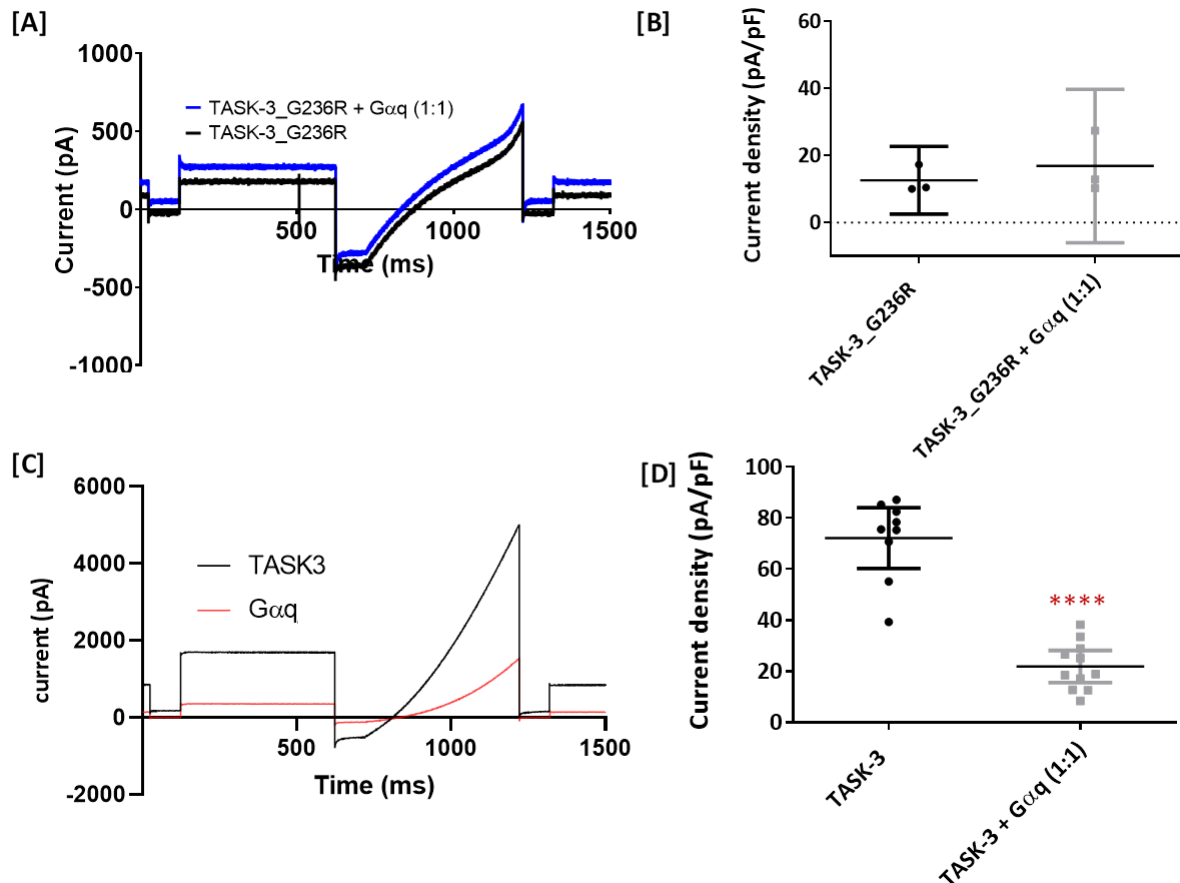 [A]
Current (pA)
1000
500
0
-500
-1000
TASK-3_G236R + Gαq (1:1)
TASK-3_G236R
500
1000
1500
Time (ms)
[B]
Current density (pA/pF)
60
40
20
0
TASK-3_G236R
TASK-3_G236R + Gαq (1:1)
[C]
current (pA)
6000
4000
2000
0
-2000
TASK3
Gαq
500
1000
1500
Time (ms)
[D]
Current density (pA/pF)
100
80
60
40
20
0
****
TASK-3
TASK-3 + Gαq (1:1)